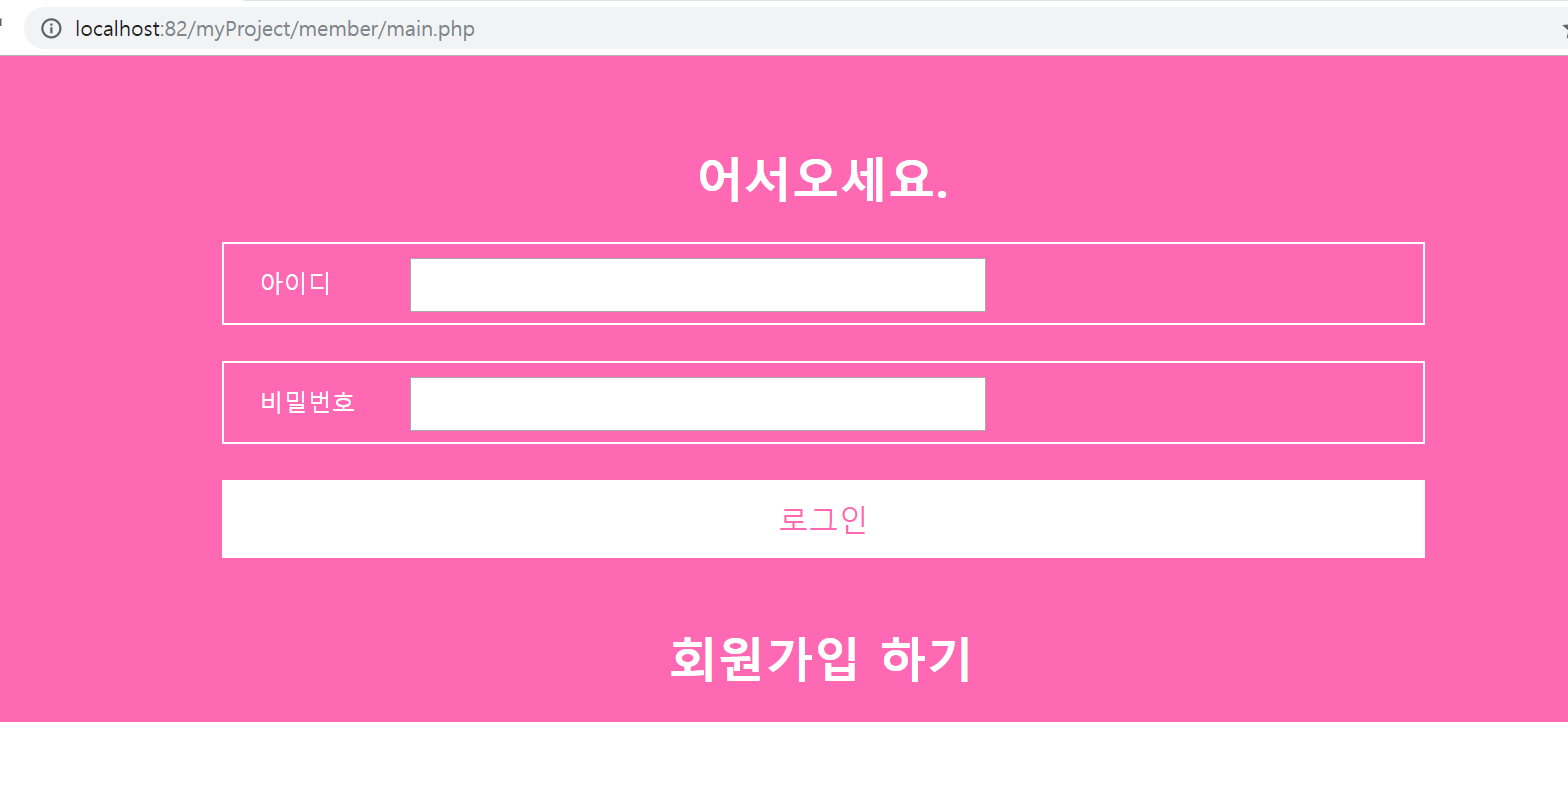 localhost:82/myProject/member/main.php
어서오세요.
아이디
비밀번호
로그인
회원가입 하기